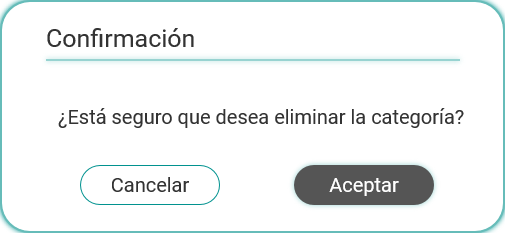 Confirmación
¿Está seguro que desea eliminar la categoría?
Cancelar
Aceptar